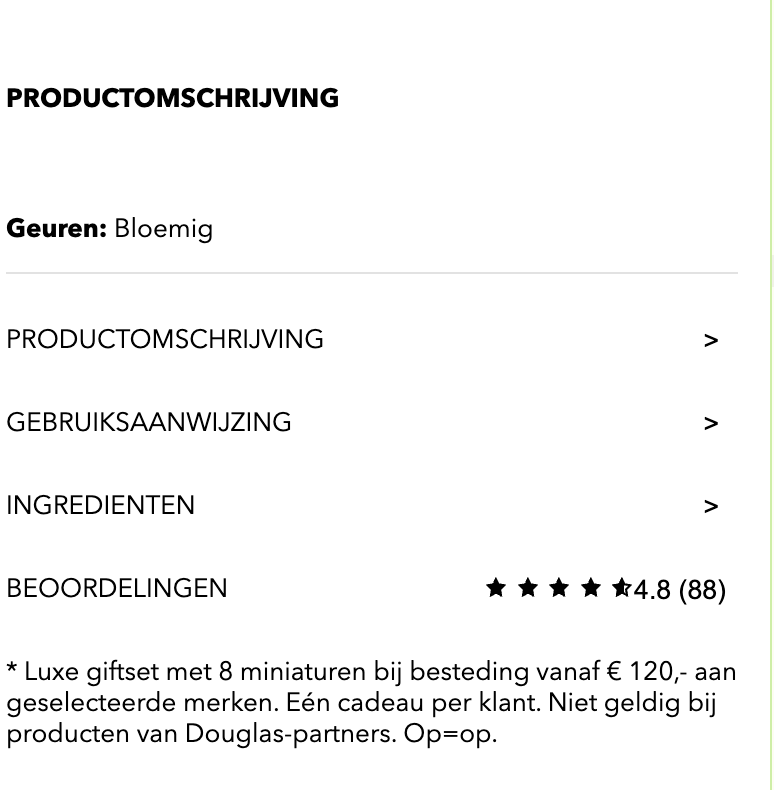 PRODUCTOMSCHRIJVING
Geuren: Bloemig
PRODUCTOMSCHRIJVING >
GEBRUIKSAANWIJZING >
INGREDIENTEN >
BEOORDELINGEN 4.8 (88)
* Luxe giftset met 8 miniaturen bij besteding vanaf € 120,- aan
geselecteerde merken. Eén cadeau per klant. Niet geldig bij
producten van Douglas-partners. Op=op.